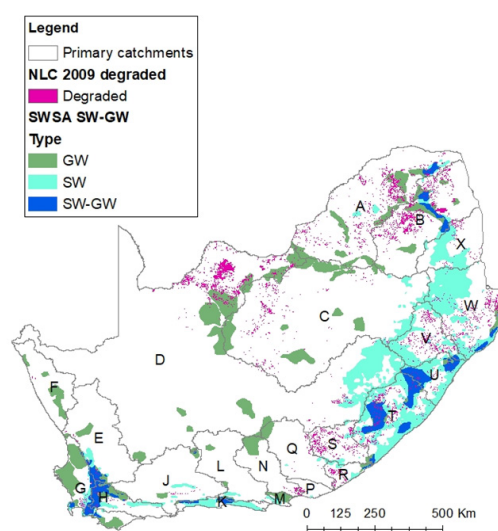 Legend
Primary catchments
NLC 2009 degraded
Degraded
SWSA SW-GW
Type
GW
SW
SW-GW
A
B
X
W
C
V
D
U
F
T
E
S
Q
L
N
J
R
G
H
K
M
P
0 125 250 500 Km